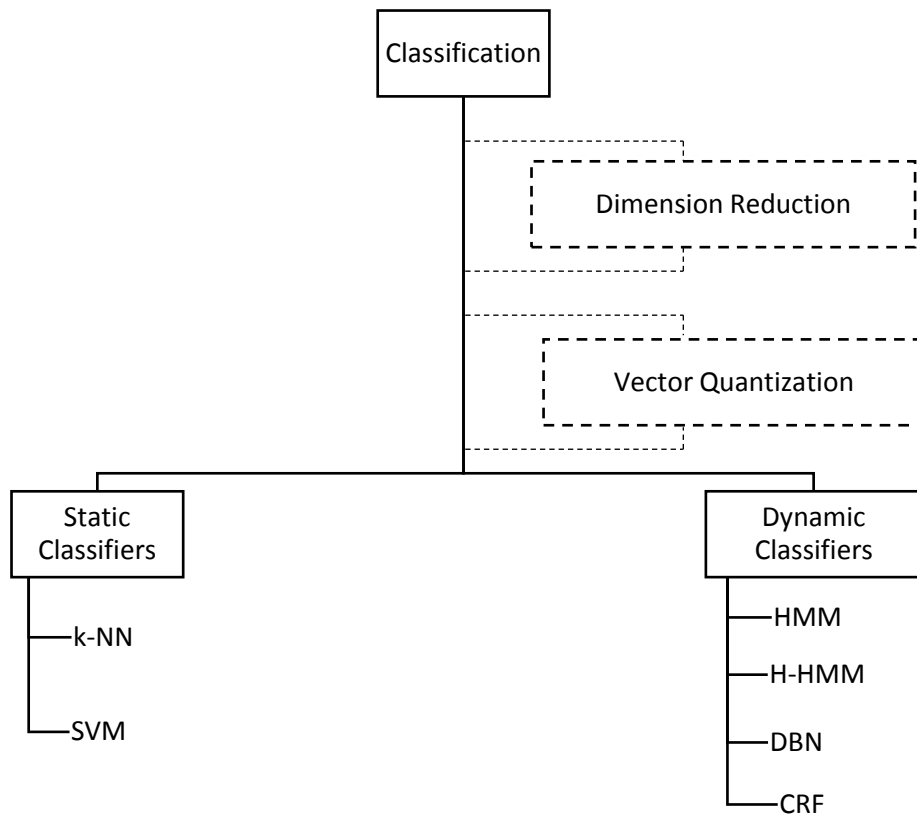 Classification
Dimension Reduction
Vector Quantization
Static
Classifiers
k-NN
SVM
Dynamic
Classifiers
HMM
H-HMM
DBN
CRF